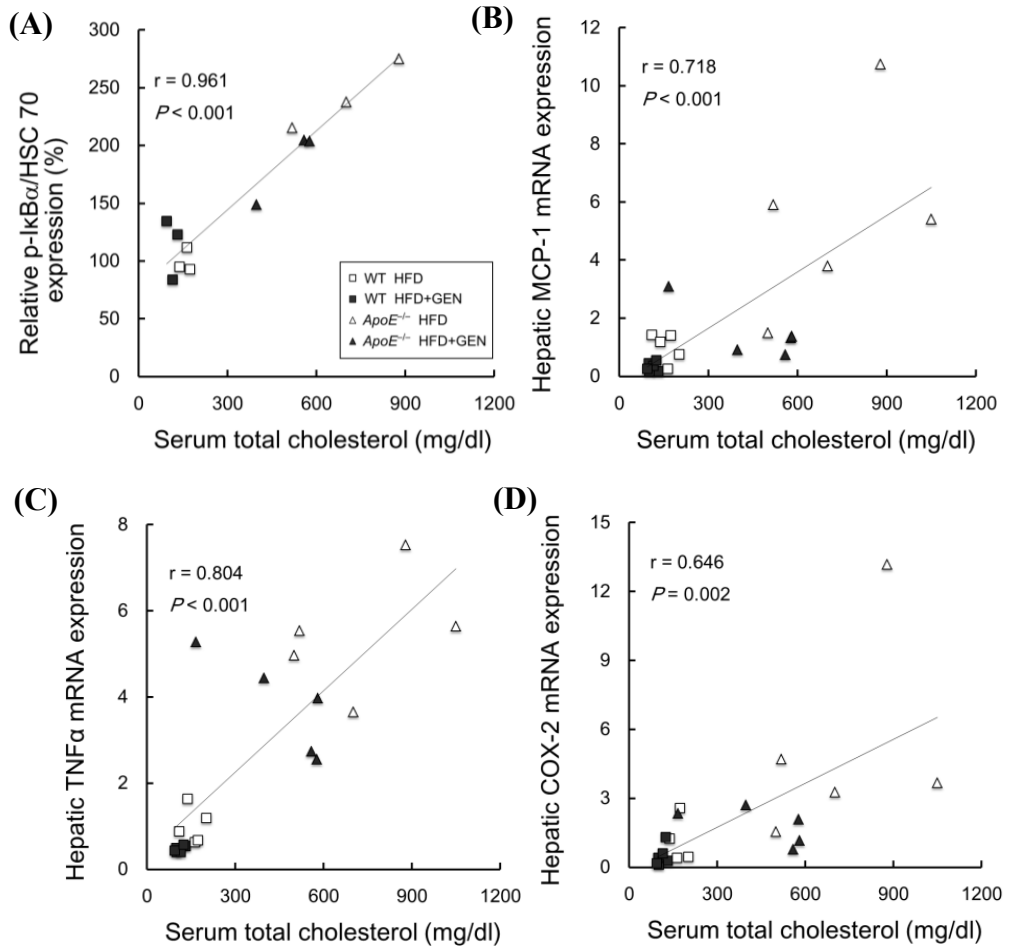 (A)
Relative p-IκBα/HSC 70
expression (%)
300
250
200
150
100
50
0
r = 0.961
P < 0.001
WT HFD
WT HFD+GEN
ApoE–/– HFD
ApoE–/– HFD+GEN
0 300 600 900 1200
Serum total cholesterol (mg/dl)
(B)
Hepatic MCP-1 mRNA expression
12
10
8
6
4
2
0
r = 0.718
P < 0.001
0 300 600 900 1200
Serum total cholesterol (mg/dl)
(C)
Hepatic TNFα mRNA expression
8
6
4
2
0
r = 0.804
P < 0.001
0 300 600 900 1200
Serum total cholesterol (mg/dl)
(D)
Hepatic COX-2 mRNA expression
15
12
9
6
3
0
r = 0.646
P = 0.002
0 300 600 900 1200
Serum total cholesterol (mg/dl)